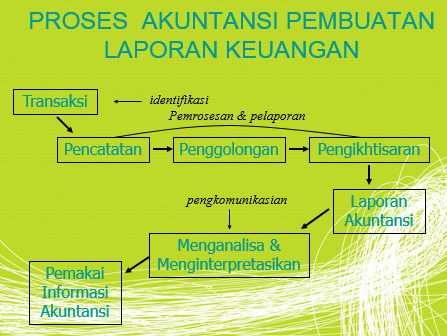 PROSES AKUNTANSI PEMBUATAN
LAPORAN KEUANGAN
Transaksi
identifikasi
Pemrosesan & pelaporan
Pencatatan
Penggolongan
Pengikhtisaran
Laporan
Akuntansi
pengkomunikasian
Menganalisa &
Menginterpretasikan
Pemakai
Informasi
Akuntansi